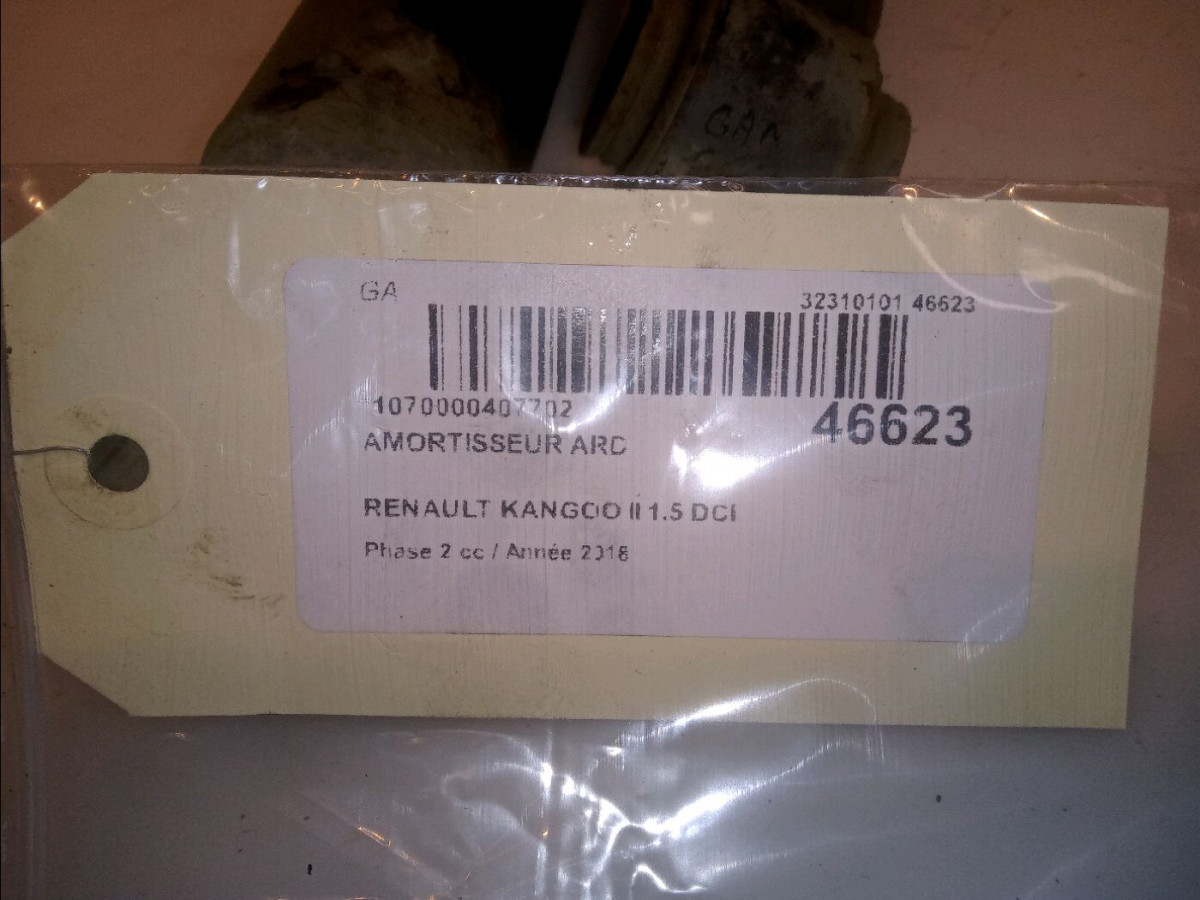 GA
32310101 46623
1070000407702
46623
AMORTISSEUR ARD
RENAULT KANGOO II 1.5 DCI
Phase 2 cc / Année 2018